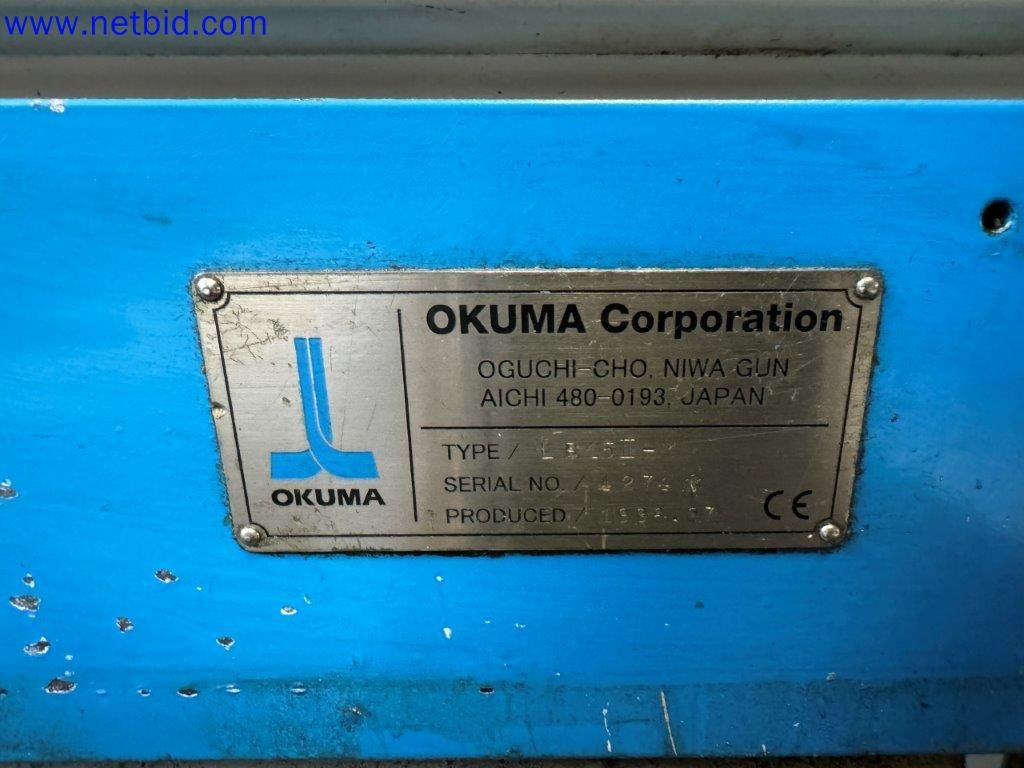 www.netbid.com
OKUMA Corporation
OGUCHI-CHO, NIWA GUN
AICHI 480-0193, JAPAN
OKUMA
TYPE /
SERIAL NO. /
PRODUCED /
CE